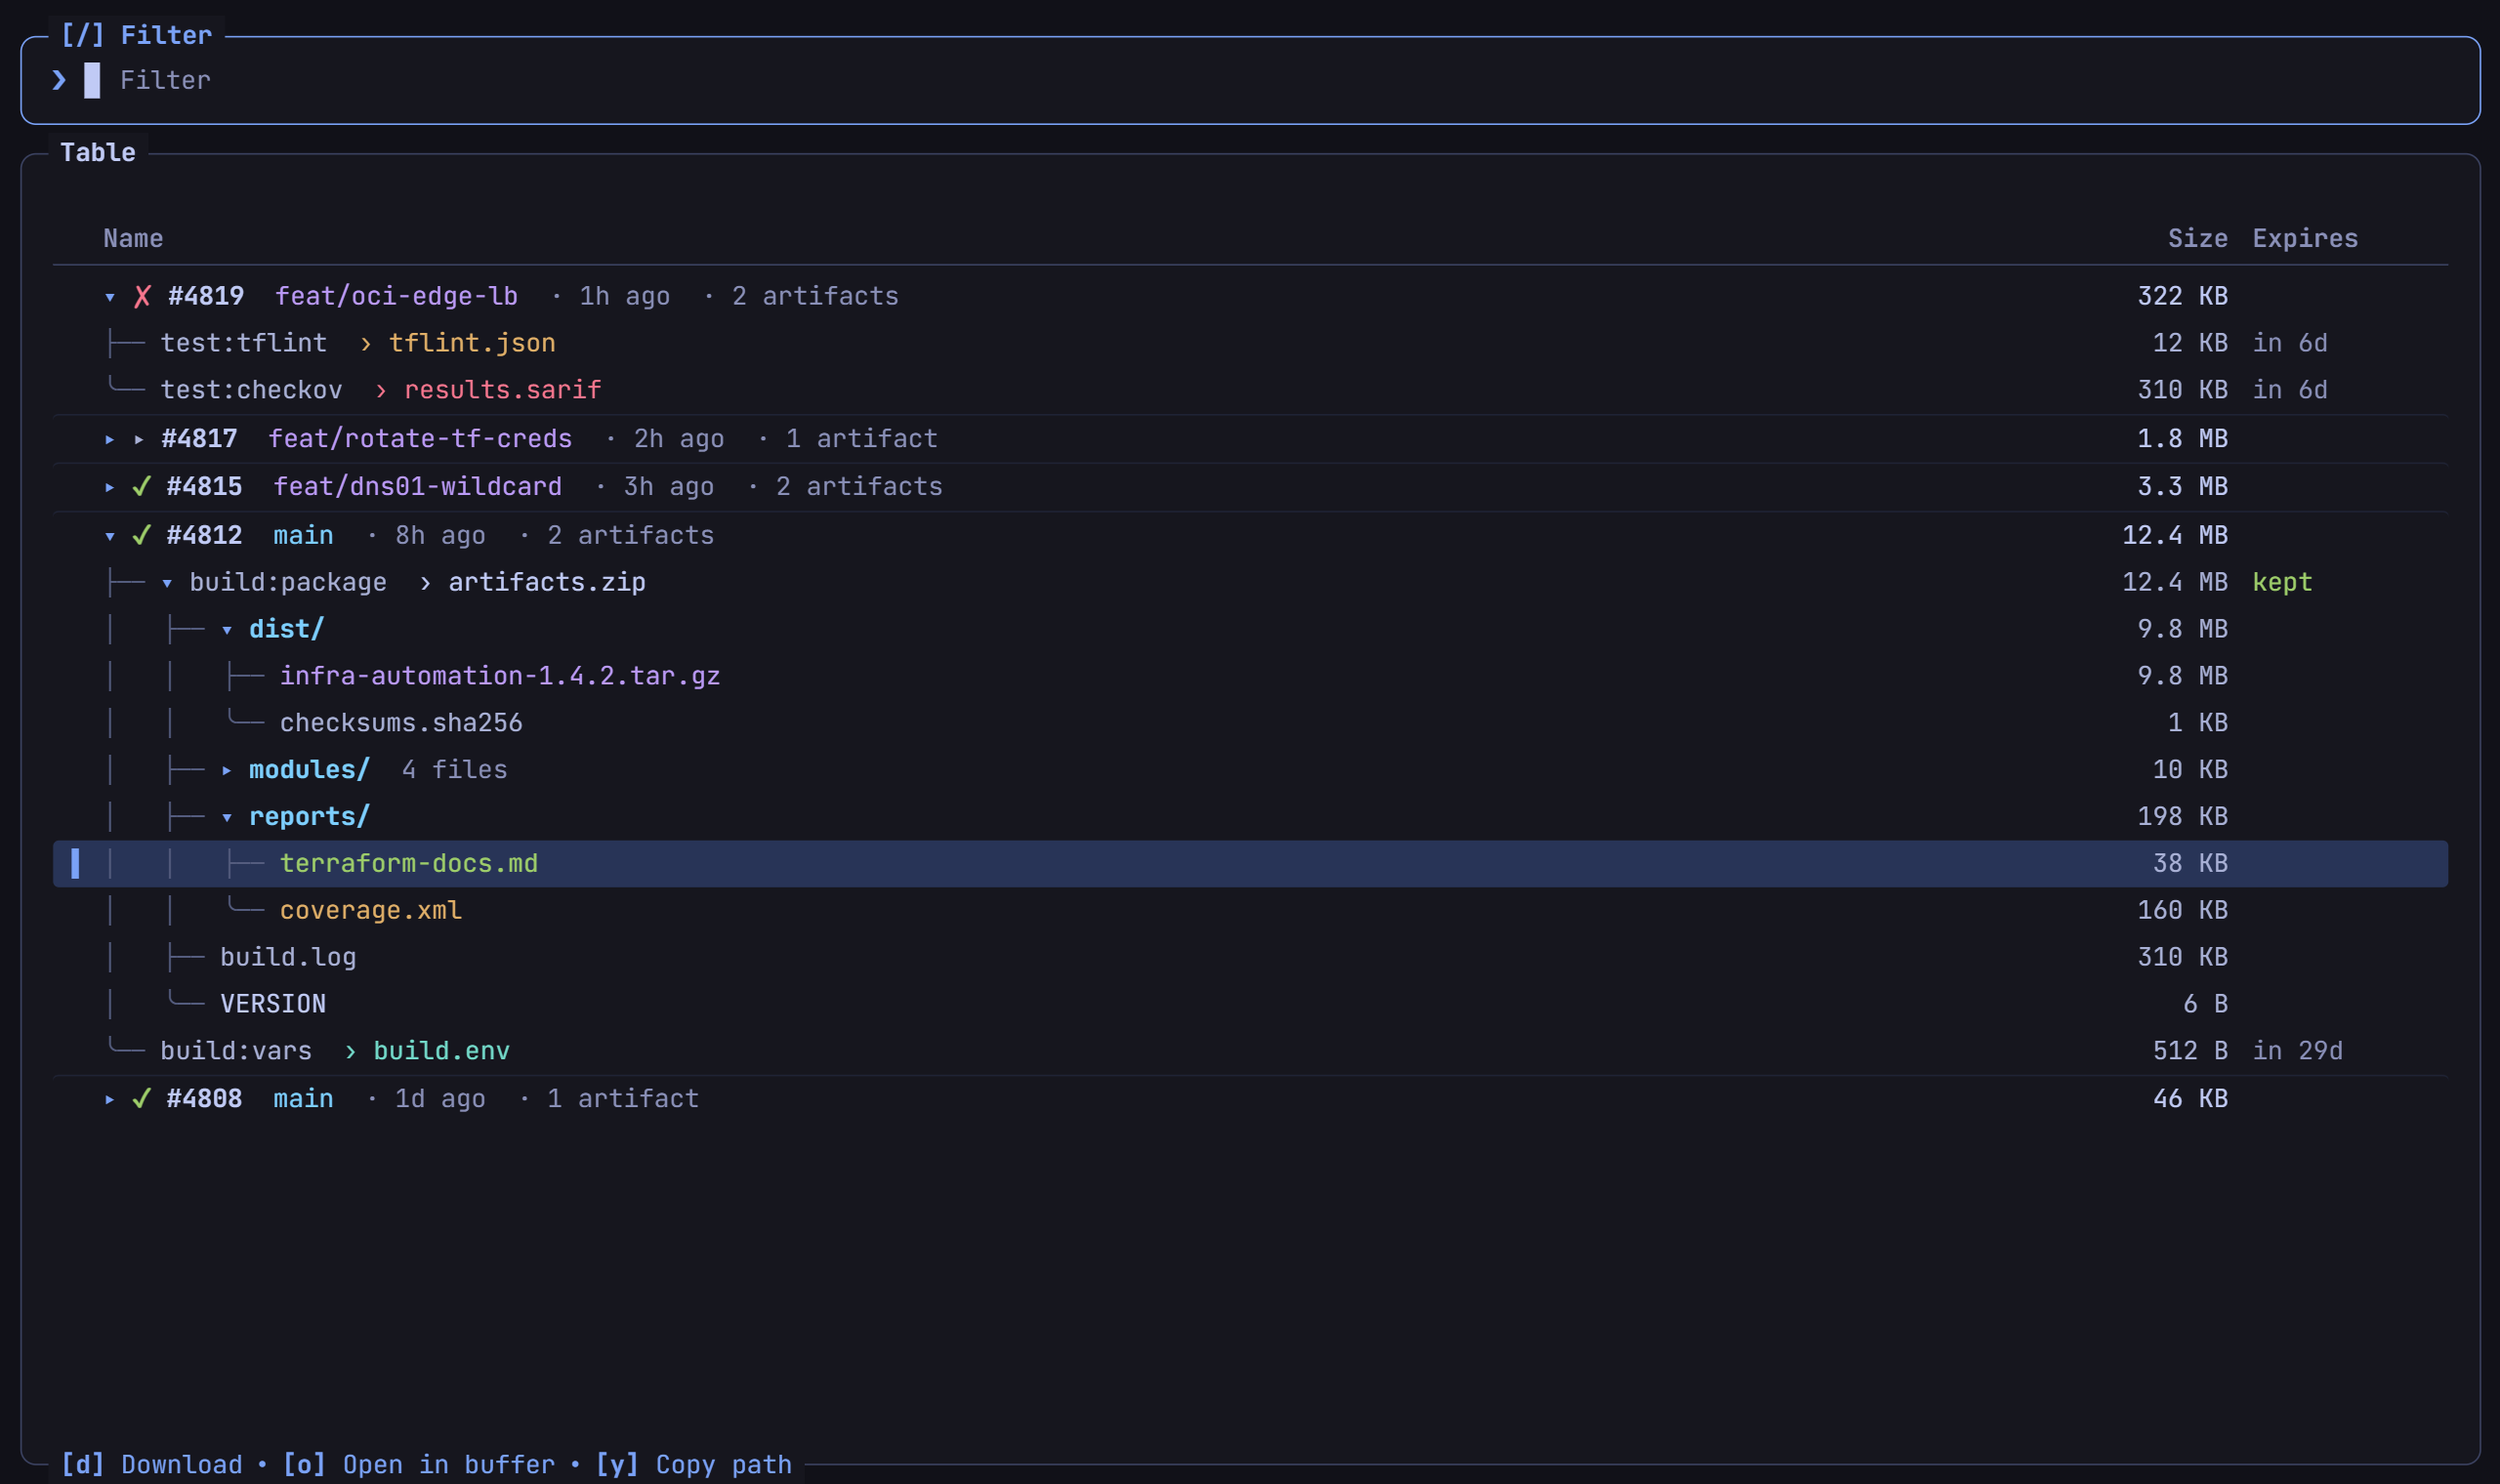 [/] Filter
❯ Filter
Table
Name Size Expires
▾ ✗ #4819 feat/oci-edge-lb · 1h ago · 2 artifacts 322 KB
├── test:tflint › tflint.json 12 KB in 6d
╰── test:checkov › results.sarif 310 KB in 6d
▸ ▸ #4817 feat/rotate-tf-creds · 2h ago · 1 artifact 1.8 MB
▸ ✓ #4815 feat/dns01-wildcard · 3h ago · 2 artifacts 3.3 MB
▾ ✓ #4812 main · 8h ago · 2 artifacts 12.4 MB
├── ▾ build:package › artifacts.zip 12.4 MB kept
│ ├── ▾ dist/ 9.8 MB
│ │ ├── infra-automation-1.4.2.tar.gz 9.8 MB
│ │ ╰── checksums.sha256 1 KB
│ ├── ▸ modules/ 4 files 10 KB
│ ├── ▾ reports/ 198 KB
│ │ ├── terraform-docs.md 38 KB
│ │ ╰── coverage.xml 160 KB
│ ├── build.log 310 KB
│ ╰── VERSION 6 B
╰── build:vars › build.env 512 B in 29d
▸ ✓ #4808 main · 1d ago · 1 artifact 46 KB
[d] Download • [o] Open in buffer • [y] Copy path